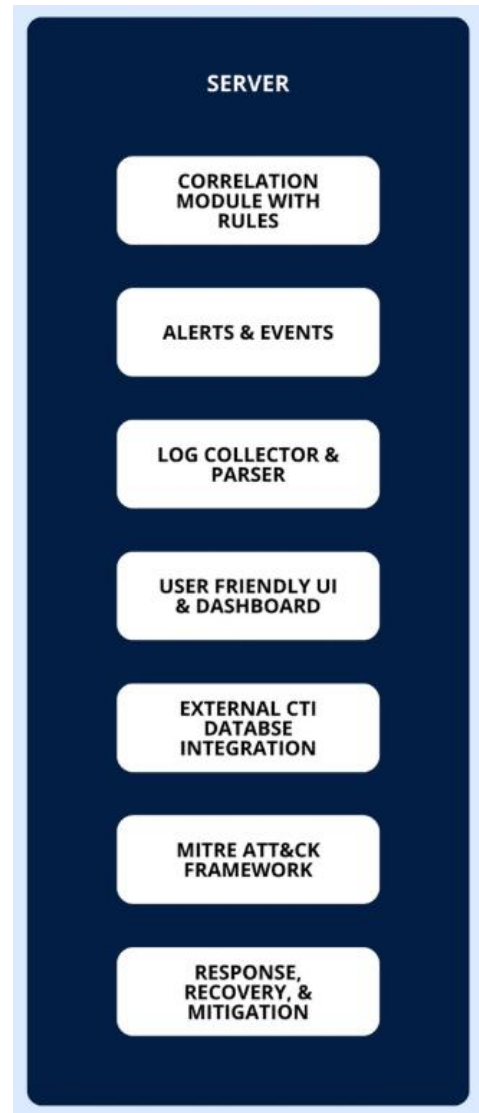 SERVER
CORRELATION
MODULE WITH
RULES
ALERTS & EVENTS
LOG COLLECTOR &
PARSER
USER FRIENDLY UI
& DASHBOARD
EXTERNAL CTI
DATABSE
INTEGRATION
MITRE ATT&CK
FRAMEWORK
RESPONSE,
RECOVERY, &
MITIGATION